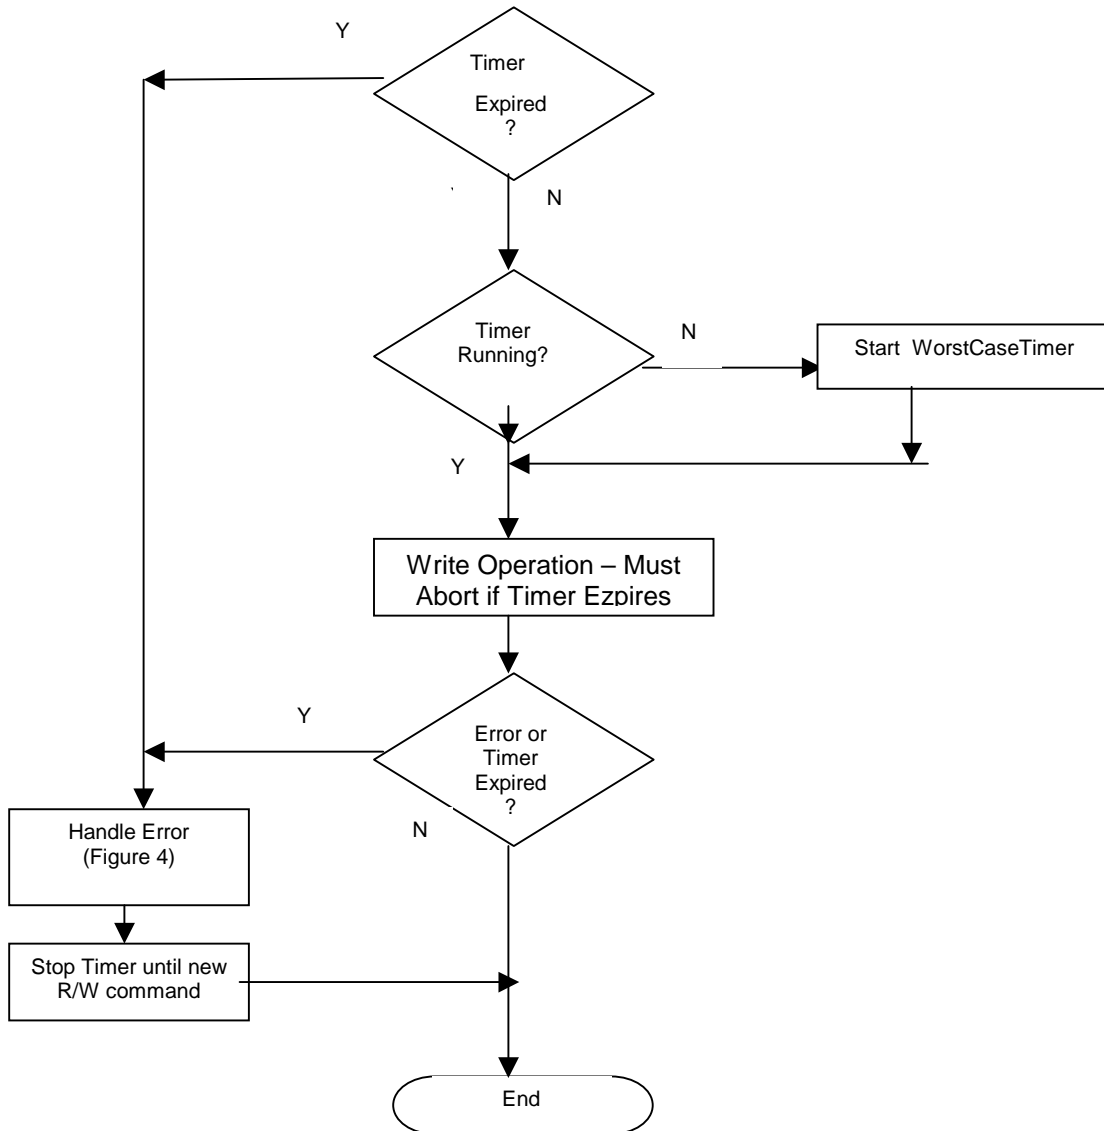 Y
Timer
Expired
?
N
Timer
Running?
N
Start WorstCaseTimer
Y
Write Operation – Must
Abort if Timer Ezpires
Y
Error or
Timer
Expired
?
N
Handle Error
(Figure 4)
Stop Timer until new
R/W command
End